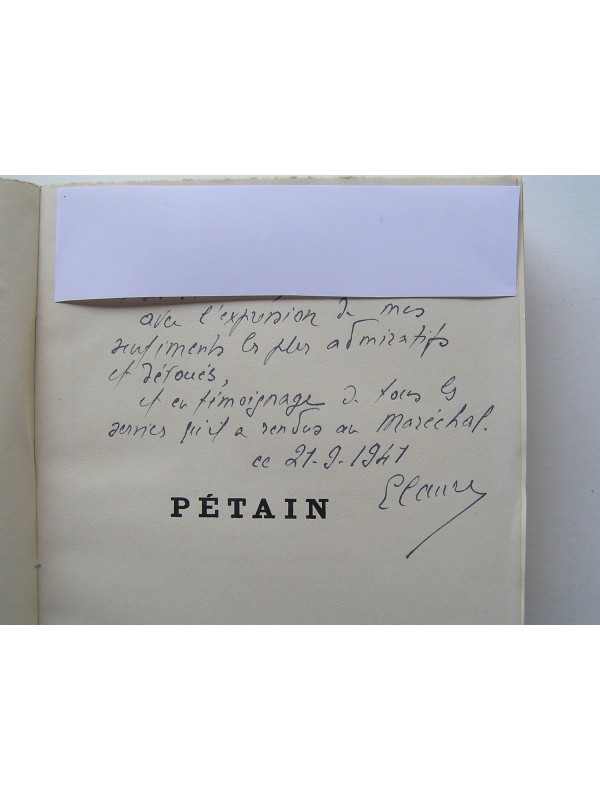 avec l'expression de mes
sentiments les plus admiratifs
et dévoués,
et en témoignage de tous les
services qu'il a rendus au Maréchal.
ce 21-9-1941
Elaure
PÉTAIN